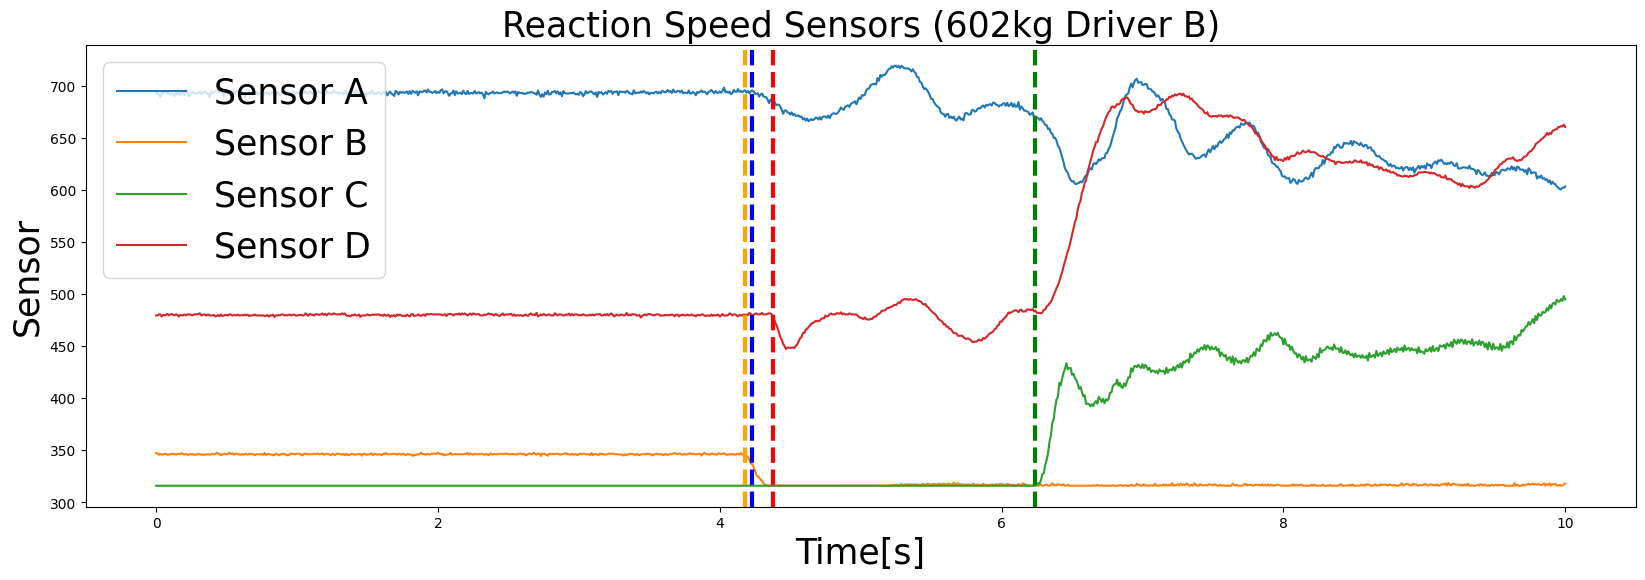 Reaction Speed Sensors (602kg Driver B)
Sensor A
Sensor B
Sensor C
Sensor D
Sensor
700
650
600
550
500
450
400
350
300
0 2 4 6 8 10
Time[s]